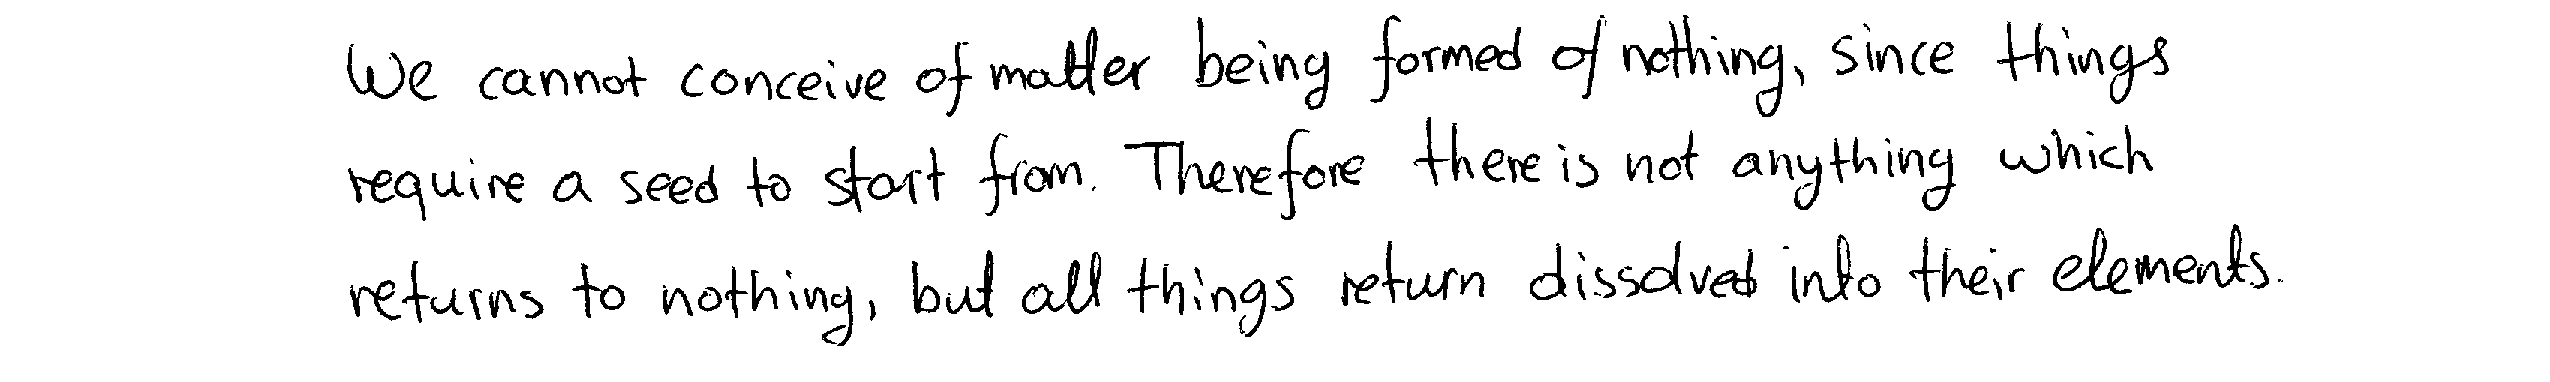 We cannot conceive of matter being formed of nothing, since things
require a seed to start from. Therefore there is not anything which
returns to nothing, but all things return dissolved into their elements.